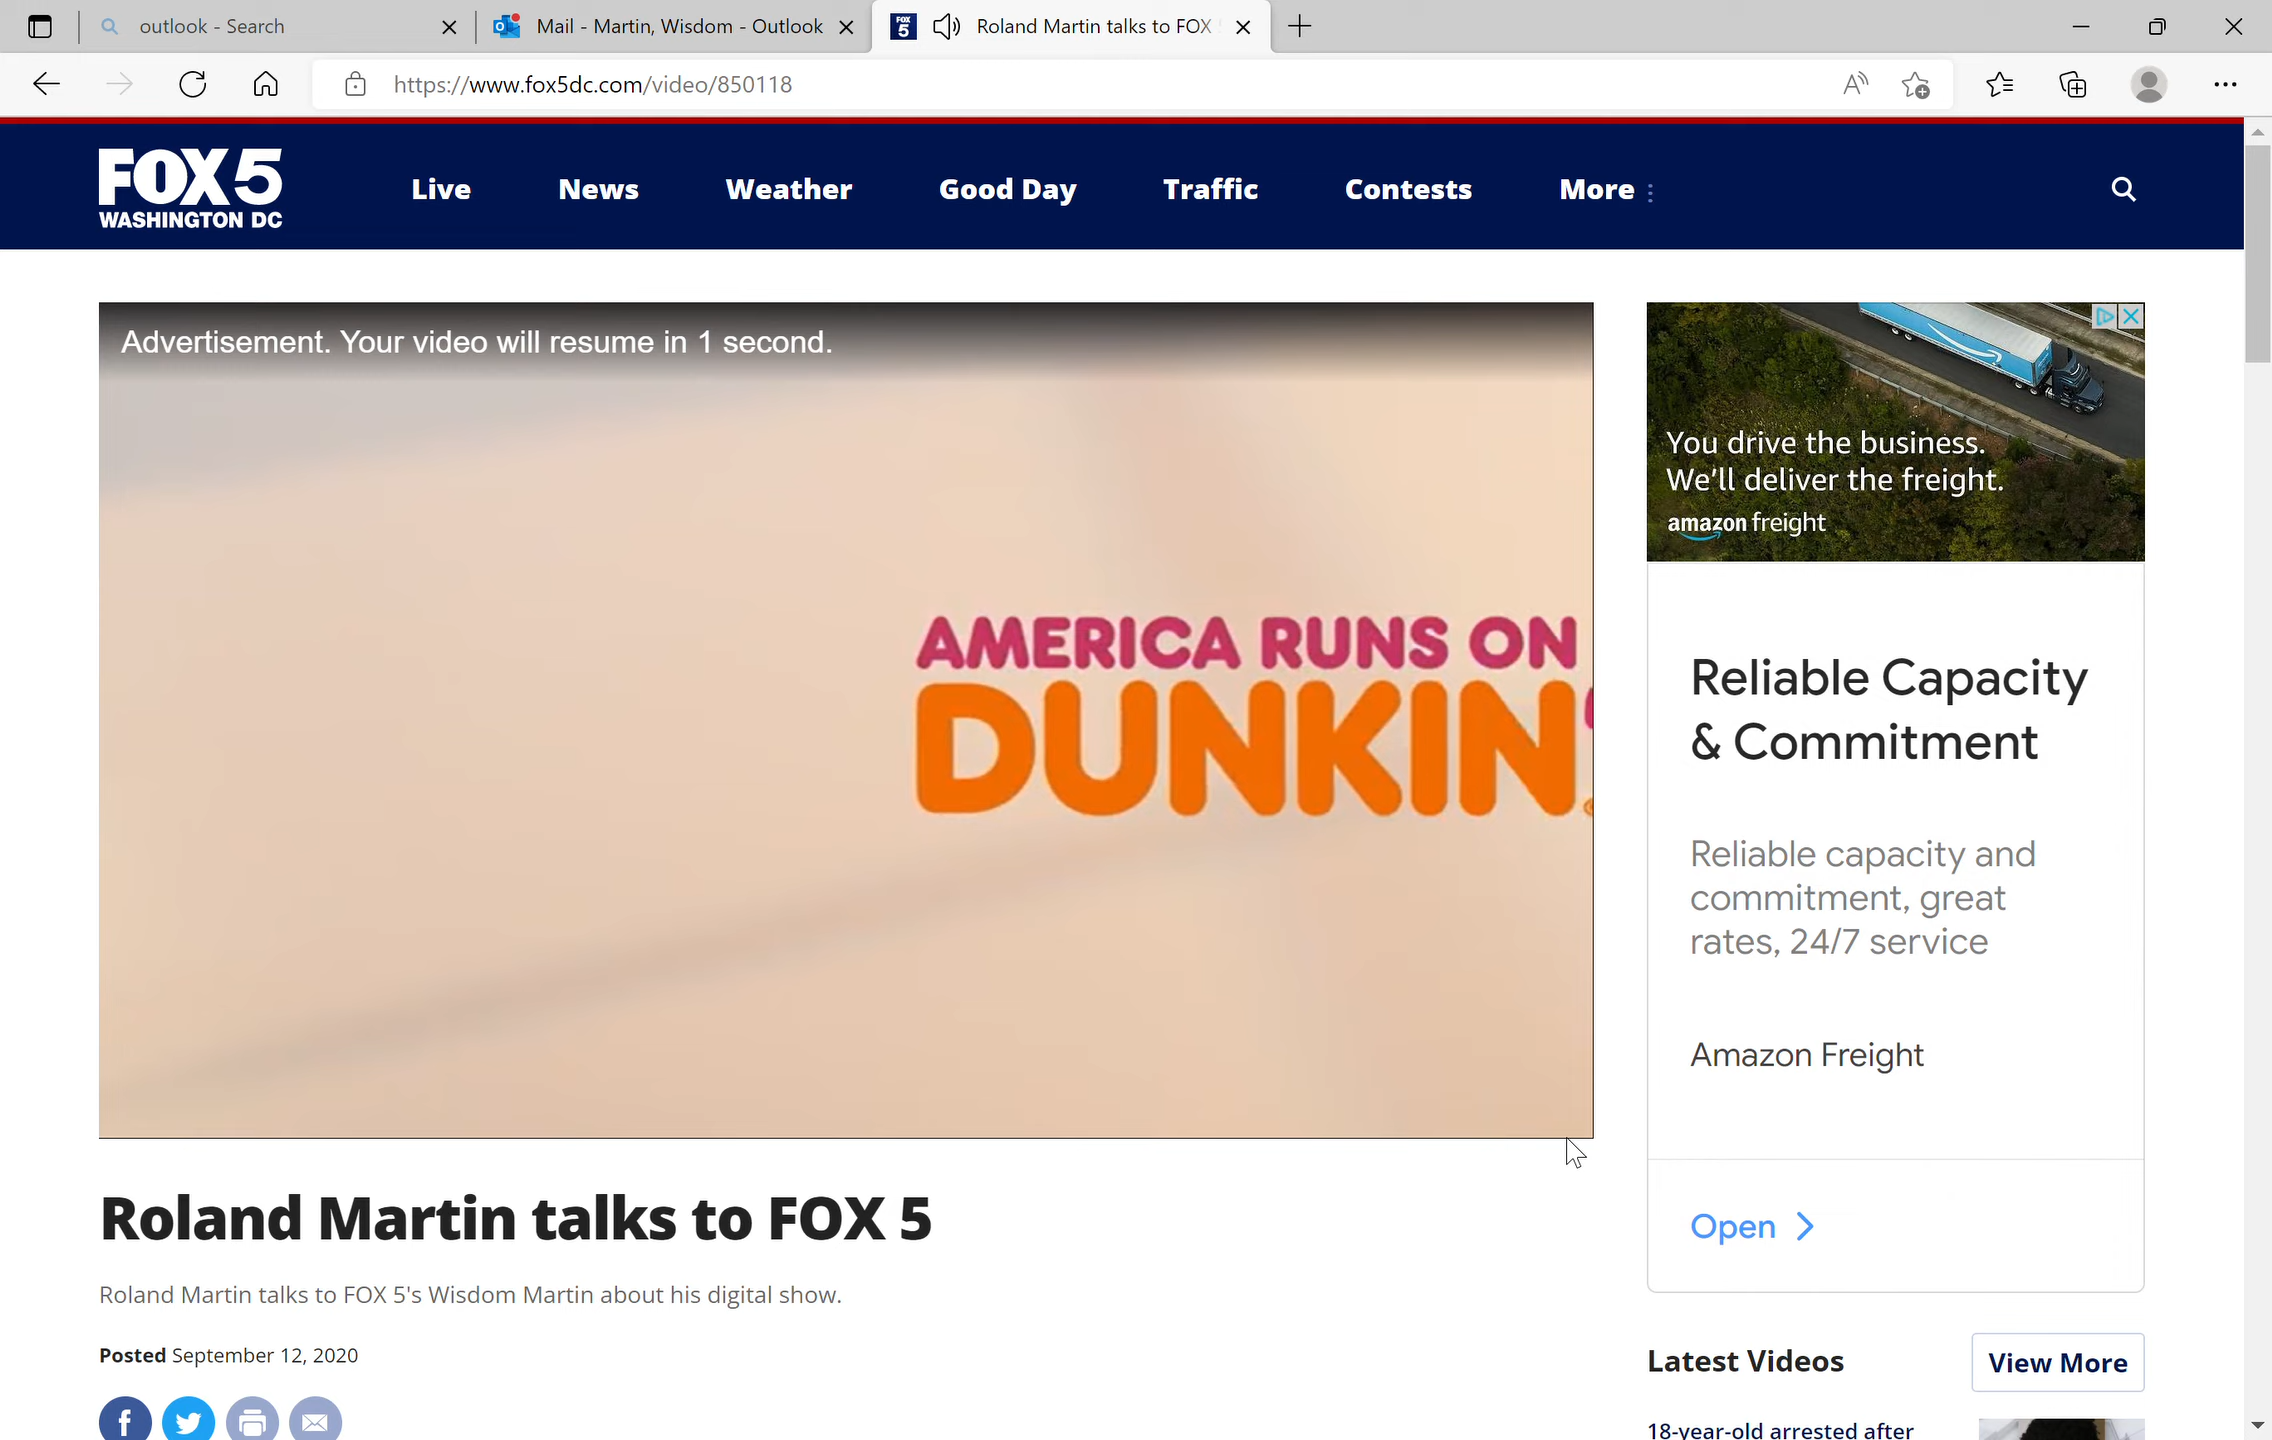 outlook - Search
Mail - Martin, Wisdom - Outlook
Roland Martin talks to FOX
https://www.fox5dc.com/video/850118
FOX 5
WASHINGTON DC
Live
News
Weather
Good Day
Traffic
Contests
More
Advertisement. Your video will resume in 1 second.
AMERICA RUNS ON
DUNKIN'
You drive the business.
We'll deliver the freight.
amazon freight
Reliable Capacity
& Commitment
Reliable capacity and
commitment, great
rates, 24/7 service
Amazon Freight
Open
Roland Martin talks to FOX 5
Roland Martin talks to FOX 5's Wisdom Martin about his digital show.
Posted September 12, 2020
Latest Videos
View More
18-year-old arrested after